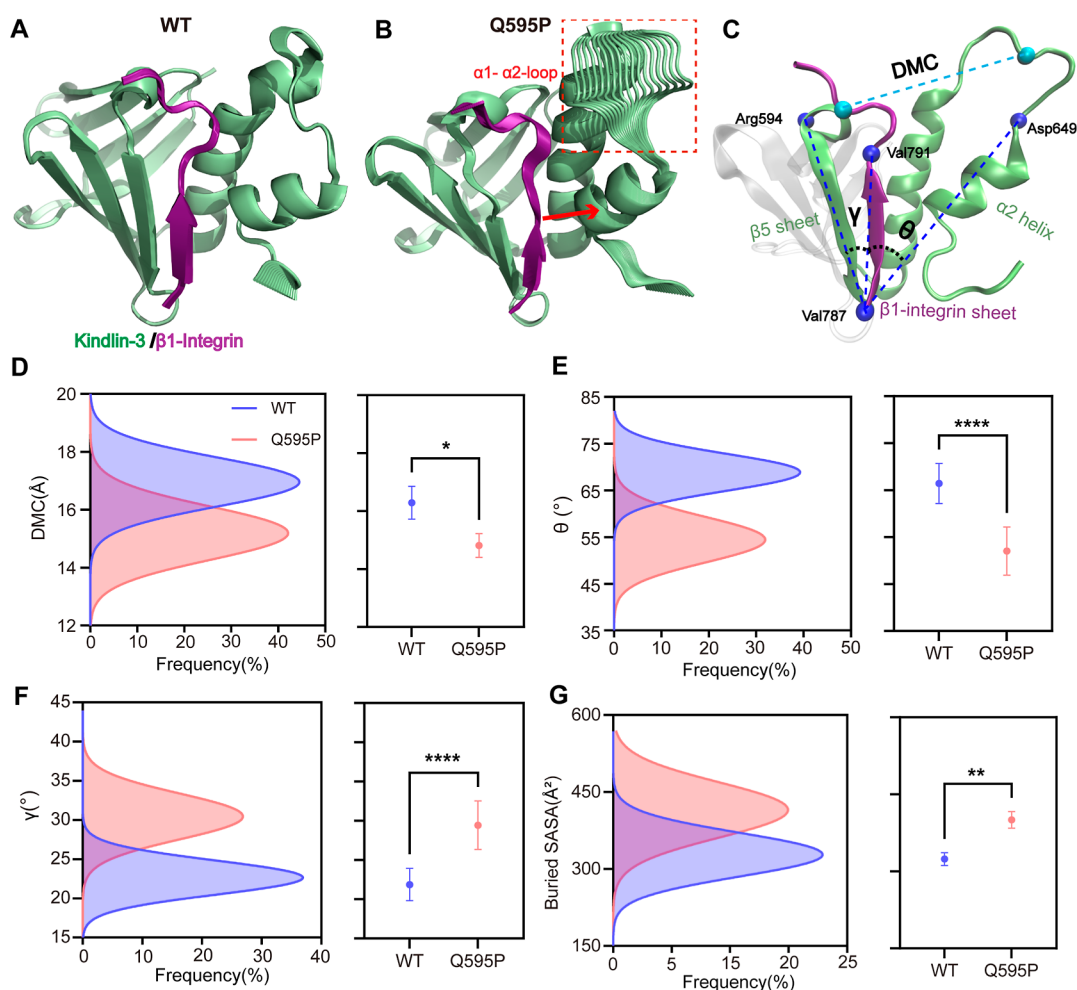 A
WT
B
Q595P
α1- α2-loop
Kindlin-3 /β1-Integrin
C
DMC
Arg594
Asp649
Val791
β5 sheet
γ
θ
α2 helix
Val787
β1-integrin sheet
D
20
18
16
14
12
DMC(Å)
WT
Q595P
0 10 20 30 40 50
Frequency(%)
*
WT Q595P
E
85
75
65
55
45
35
θ (°)
0 10 20 30 40 50
Frequency(%)
****
WT Q595P
F
45
40
35
30
25
20
15
γ(°)
0 10 20 30 40
Frequency(%)
****
WT Q595P
G
600
450
300
150
Buried SASA(Å²)
0 5 10 15 20 25
Frequency(%)
**
WT Q595P